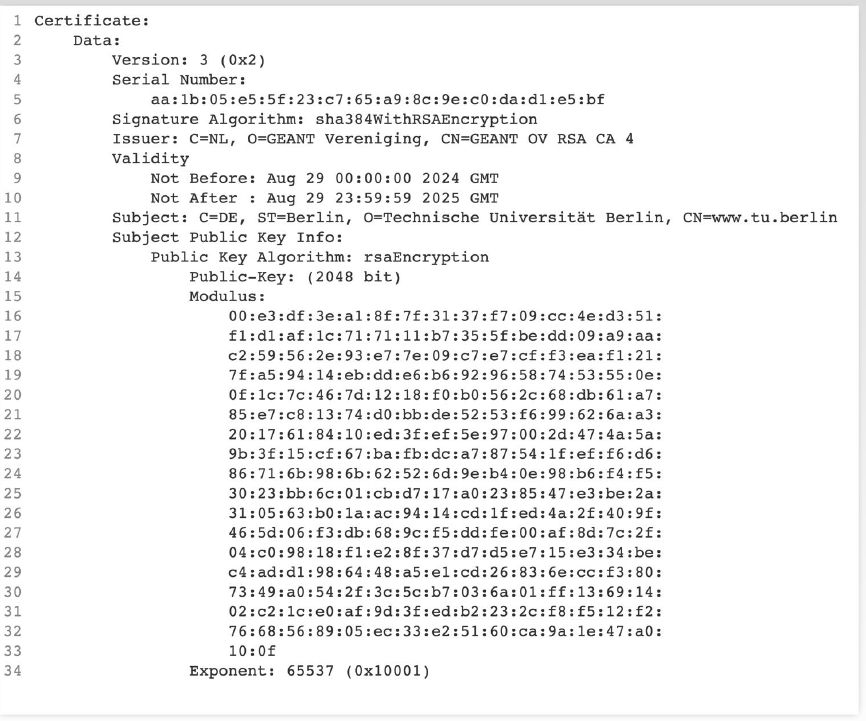 1 Certificate:
2 Data:
3 Version: 3 (0x2)
4 Serial Number:
5 aa:1b:05:e5:5f:23:c7:65:a9:8c:9e:c0:da:d1:e5:bf
6 Signature Algorithm: sha384WithRSAEncryption
7 Issuer: C=NL, O=GEANT Vereniging, CN=GEANT OV RSA CA 4
8 Validity
9 Not Before: Aug 29 00:00:00 2024 GMT
10 Not After : Aug 29 23:59:59 2025 GMT
11 Subject: C=DE, ST=Berlin, O=Technische Universität Berlin, CN=www.tu.berlin
12 Subject Public Key Info:
13 Public Key Algorithm: rsaEncryption
14 Public-Key: (2048 bit)
15 Modulus:
16 00:e3:df:3e:a1:8f:7f:31:37:f7:09:cc:4e:d3:51:
17 f1:d1:af:1c:71:71:11:b7:35:5f:be:dd:09:a9:aa:
18 c2:59:56:2e:93:e7:7e:09:c7:e7:cf:f3:ea:f1:21:
19 7f:a5:94:14:eb:dd:e6:b6:92:96:58:74:53:55:0e:
20 0f:1c:7c:46:7d:12:18:f0:b0:56:2c:68:db:61:a7:
21 85:e7:c8:13:74:d0:bb:de:52:53:f6:99:62:6a:a3:
22 20:17:61:84:10:ed:3f:ef:5e:97:00:2d:47:4a:5a:
23 9b:3f:15:cf:67:ba:fb:dc:a7:87:54:1f:ef:f6:d6:
24 86:71:6b:98:6b:62:52:6d:9e:b4:0e:98:b6:f4:f5:
25 30:23:bb:6c:01:cb:d7:17:a0:23:85:47:e3:be:2a:
26 31:05:63:b0:1a:ac:94:14:cd:1f:ed:4a:2f:40:9f:
27 46:5d:06:f3:db:68:9c:f5:dd:fe:00:af:8d:7c:2f:
28 04:c0:98:18:f1:e2:8f:37:d7:d5:e7:15:e3:34:be:
29 c4:ad:d1:98:64:48:a5:e1:cd:26:83:6e:cc:f3:80:
30 73:49:a0:54:2f:3c:5c:b7:03:6a:01:ff:13:69:14:
31 02:c2:1c:e0:af:9d:3f:ed:b2:23:2c:f8:f5:12:f2:
32 76:68:56:89:05:ec:33:e2:51:60:ca:9a:1e:47:a0:
33 10:0f
34 Exponent: 65537 (0x10001)